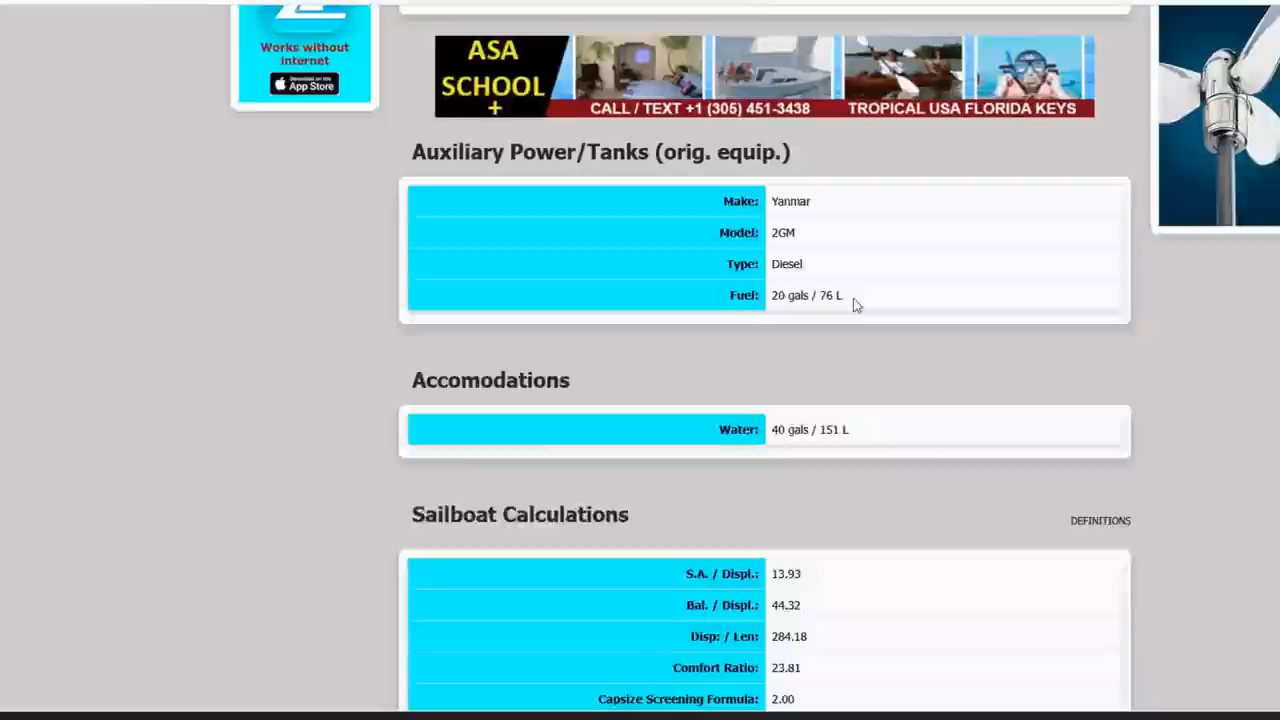 Works without
internet
Download on the
App Store
ASA
SCHOOL
+
CALL / TEXT +1 (305) 451-3438 TROPICAL USA FLORIDA KEYS
Auxiliary Power/Tanks (orig. equip.)
Make: Yanmar
Model: 2GM
Type: Diesel
Fuel: 20 gals / 76 L
Accomodations
Water: 40 gals / 151 L
Sailboat Calculations
DEFINITIONS
S.A. / Displ.: 13.93
Bal. / Displ.: 44.32
Disp: / Len: 284.18
Comfort Ratio: 23.81
Capsize Screening Formula: 2.00